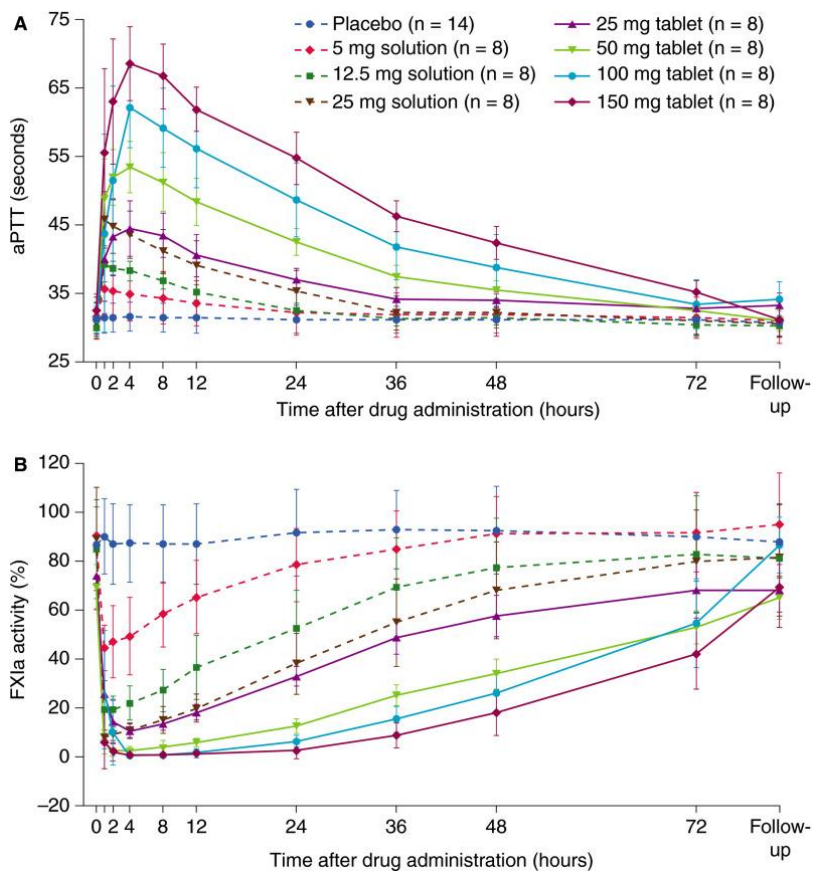 A
75
65
55
45
35
25
aPTT (seconds)
Placebo (n = 14)
5 mg solution (n = 8)
12.5 mg solution (n = 8)
25 mg solution (n = 8)
25 mg tablet (n = 8)
50 mg tablet (n = 8)
100 mg tablet (n = 8)
150 mg tablet (n = 8)
0 2 4 8 12 24 36 48 72 Follow-
up
Time after drug administration (hours)
B
120
100
80
60
40
20
0
–20
FXIa activity (%)
0 2 4 8 12 24 36 48 72 Follow-
up
Time after drug administration (hours)